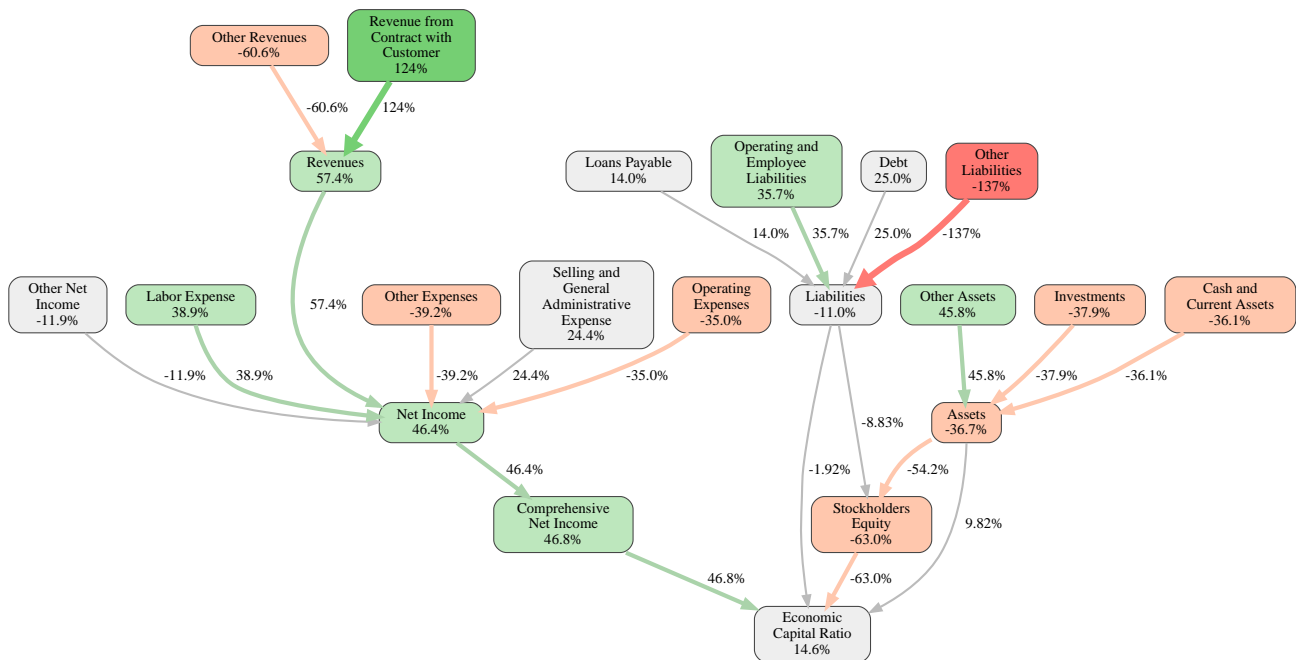 Other Revenues
-60.6%
Revenue from
Contract with
Customer
124%
-60.6%
124%
Revenues
57.4%
Loans Payable
14.0%
Operating and
Employee
Liabilities
35.7%
Debt
25.0%
Other
Liabilities
-137%
14.0%
35.7%
25.0%
-137%
Other Net
Income
-11.9%
Labor Expense
38.9%
57.4%
Other Expenses
-39.2%
Selling and
General
Administrative
Expense
24.4%
Operating
Expenses
-35.0%
Liabilities
-11.0%
Other Assets
45.8%
Investments
-37.9%
Cash and
Current Assets
-36.1%
-11.9%
38.9%
-39.2%
24.4%
-35.0%
45.8%
-37.9%
-36.1%
Net Income
46.4%
-8.83%
Assets
-36.7%
46.4%
-1.92%
-54.2%
Comprehensive
Net Income
46.8%
Stockholders
Equity
-63.0%
9.82%
46.8%
-63.0%
Economic
Capital Ratio
14.6%